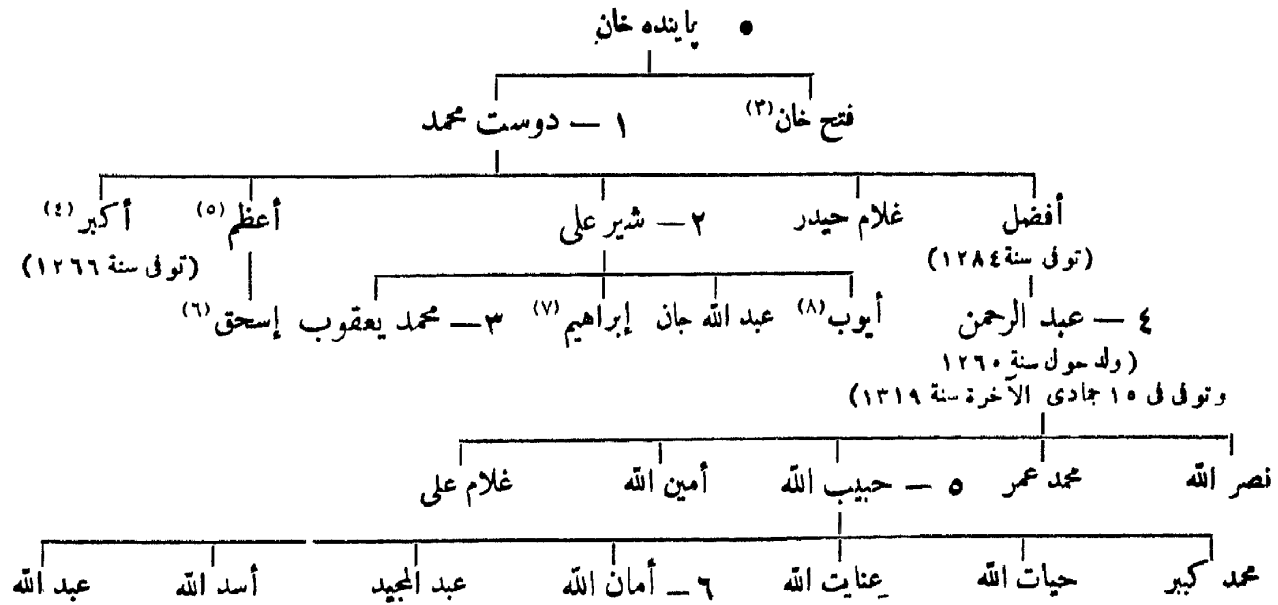 • پاینده خان
فتح خان (٣) ١ — دوست محمد
أفضل غلام حيدر ٢ — شير على أعظم (٥) أكبر (٤)
(توفى سنة ١٢٨٤) (توفى سنة ١٢٦٦)
٤ — عبد الرحمن أيوب (٨) عبد الله جان إبراهيم (٧) ٣ — محمد يعقوب إسحق (٦)
(ولد حول سنة ١٢٦٠
وتوفى فى ١٥ جمادى الآخرة سنة ١٣١٩)
نصر الله محمد عمر ٥ — حبيب الله أمين الله غلام على
محمد كبير حيات الله عنايت الله ٦ — أمان الله عبد المجيد أسد الله عبد الله